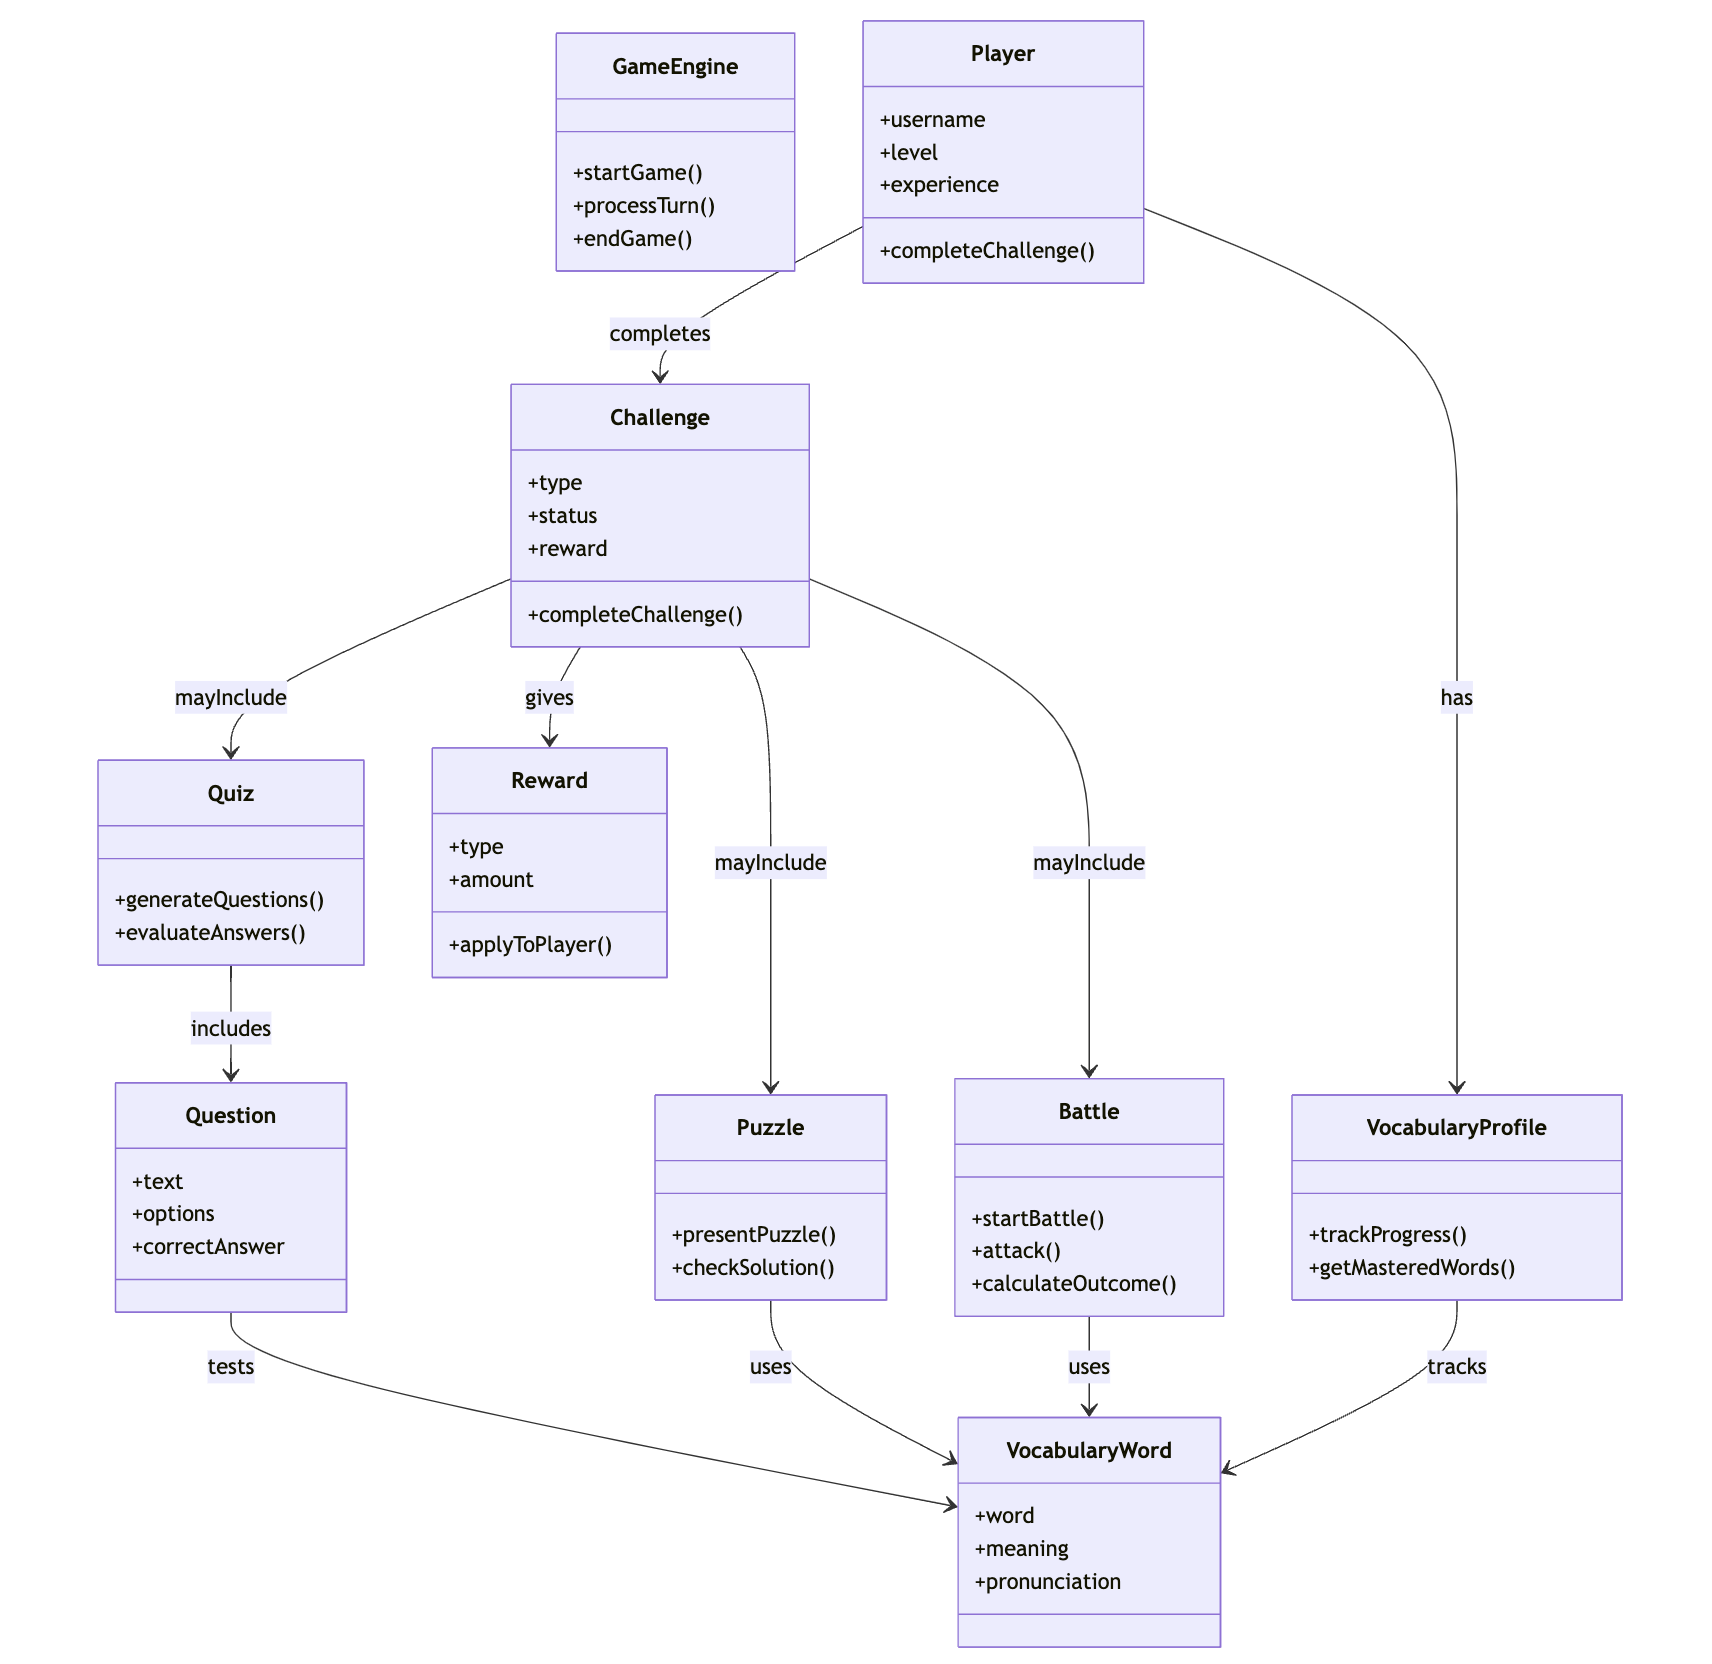 GameEngine
+startGame()
+processTurn()
+endGame()
Player
+username
+level
+experience
+completeChallenge()
completes
Challenge
+type
+status
+reward
+completeChallenge()
mayInclude
gives
has
Quiz
+generateQuestions()
+evaluateAnswers()
Reward
+type
+amount
+applyToPlayer()
mayInclude
mayInclude
includes
Question
+text
+options
+correctAnswer
Puzzle
+presentPuzzle()
+checkSolution()
Battle
+startBattle()
+attack()
+calculateOutcome()
VocabularyProfile
+trackProgress()
+getMasteredWords()
tests
uses
uses
tracks
VocabularyWord
+word
+meaning
+pronunciation